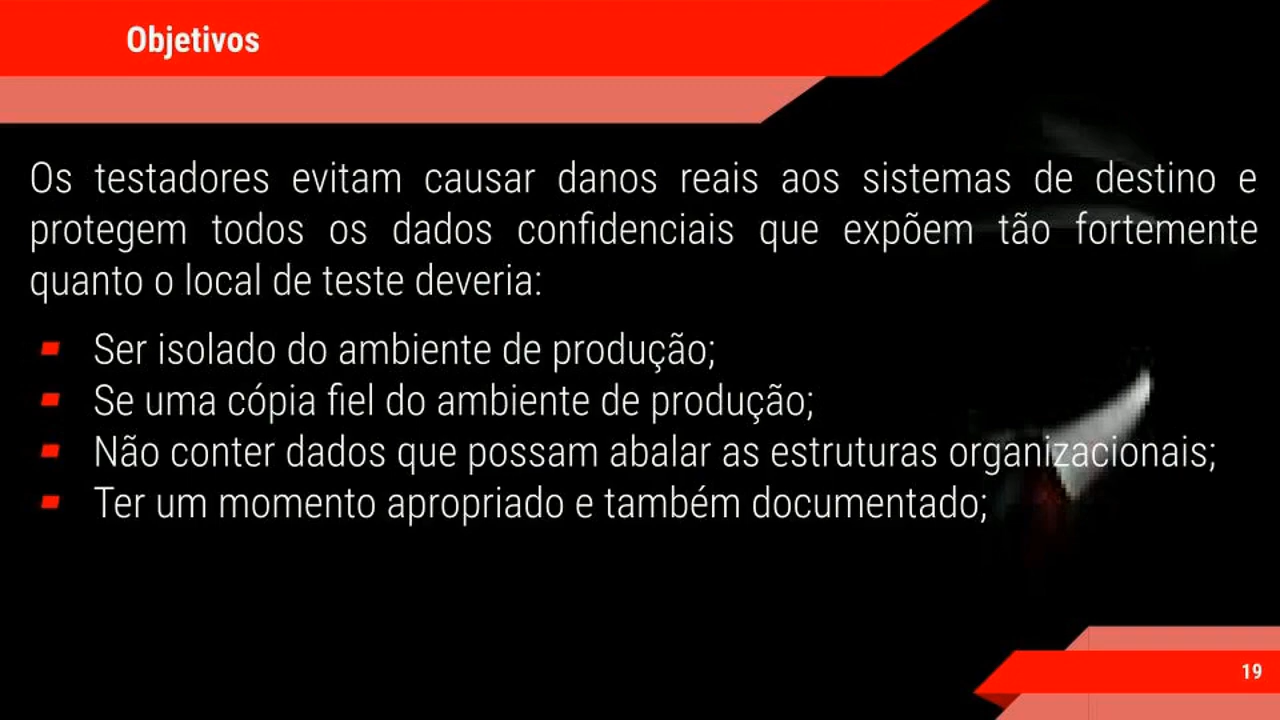 Objetivos
Os testadores evitam causar danos reais aos sistemas de destino e
protegem todos os dados confidenciais que expõem tão fortemente
quanto o local de teste deveria:
Ser isolado do ambiente de produção;
Se uma cópia fiel do ambiente de produção;
Não conter dados que possam abalar as estruturas organizacionais;
Ter um momento apropriado e também documentado;
19